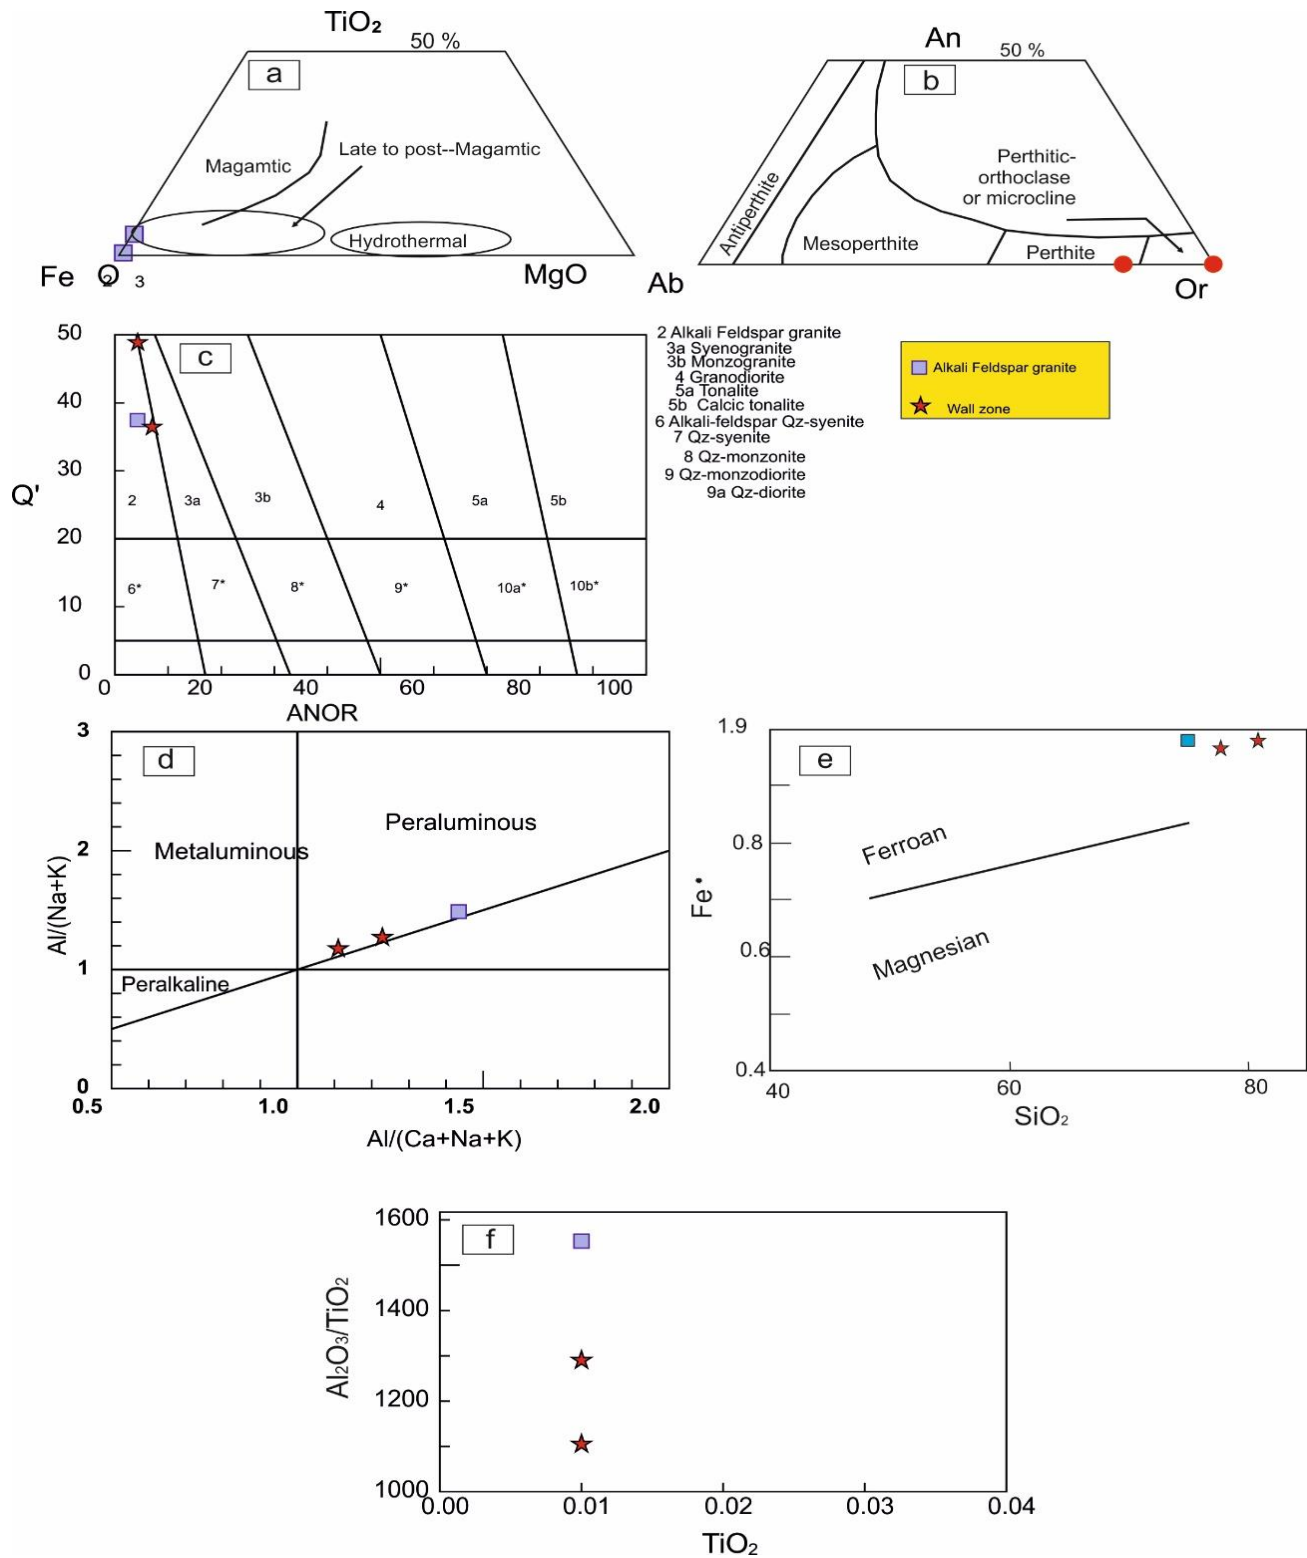 TiO₂
50 %
a
Magamtic
Late to post--Magamtic
Hydrothermal
Fe₂O₃
MgO
An
50 %
b
Antiperthite
Mesoperthite
Perthitic-
orthoclase
or microcline
Perthite
Ab
Or
50
40
30
20
10
0
Q'
c
2
3a
3b
4
5a
5b
6*
7*
8*
9*
10a*
10b*
0
20
40
60
80
100
ANOR
2 Alkali Feldspar granite
3a Syenogranite
3b Monzogranite
4 Granodiorite
5a Tonalite
5b Calcic tonalite
6 Alkali-feldspar Qz-syenite
7 Qz-syenite
8 Qz-monzonite
9 Qz-monzodiorite
9a Qz-diorite
Alkali Feldspar granite
Wall zone
3
2
1
0
Al/(Na+K)
d
Metaluminous
Peraluminous
Peralkaline
0.5
1.0
1.5
2.0
Al/(Ca+Na+K)
1.9
0.8
0.6
0.4
Fe*
e
Ferroan
Magnesian
40
60
80
SiO₂
1600
1400
1200
1000
Al₂O₃/TiO₂
f
0.00
0.01
0.02
0.03
0.04
TiO₂